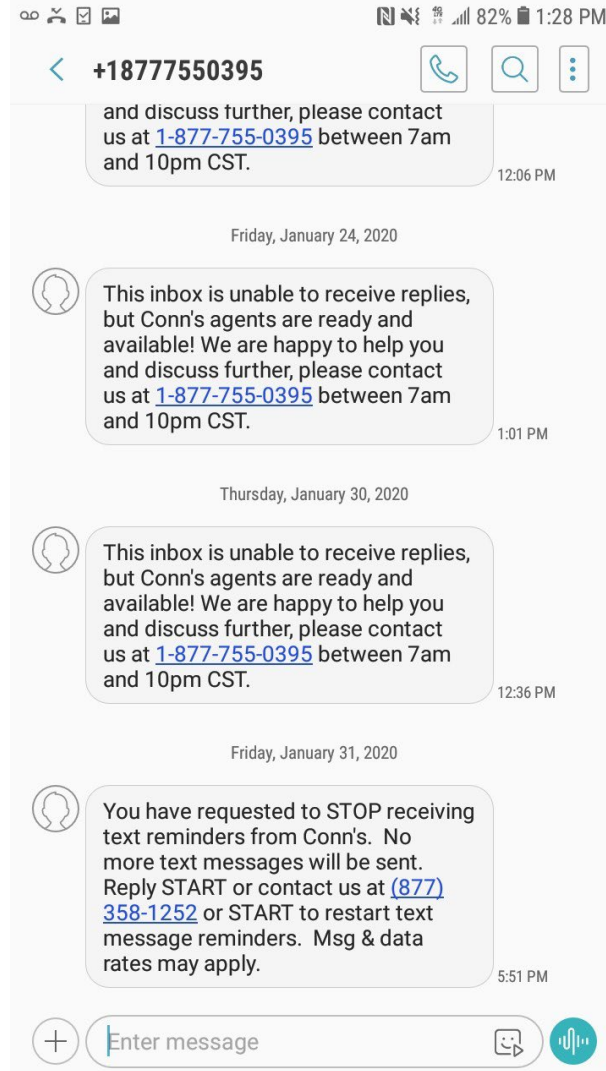 82% 1:28 PM
+18777550395
and discuss further, please contact
us at 1-877-755-0395 between 7am
and 10pm CST.
12:06 PM
Friday, January 24, 2020
This inbox is unable to receive replies,
but Conn's agents are ready and
available! We are happy to help you
and discuss further, please contact
us at 1-877-755-0395 between 7am
and 10pm CST.
1:01 PM
Thursday, January 30, 2020
This inbox is unable to receive replies,
but Conn's agents are ready and
available! We are happy to help you
and discuss further, please contact
us at 1-877-755-0395 between 7am
and 10pm CST.
12:36 PM
Friday, January 31, 2020
You have requested to STOP receiving
text reminders from Conn's.  No
more text messages will be sent.
Reply START or contact us at (877)
358-1252 or START to restart text
message reminders.  Msg & data
rates may apply.
5:51 PM
Enter message